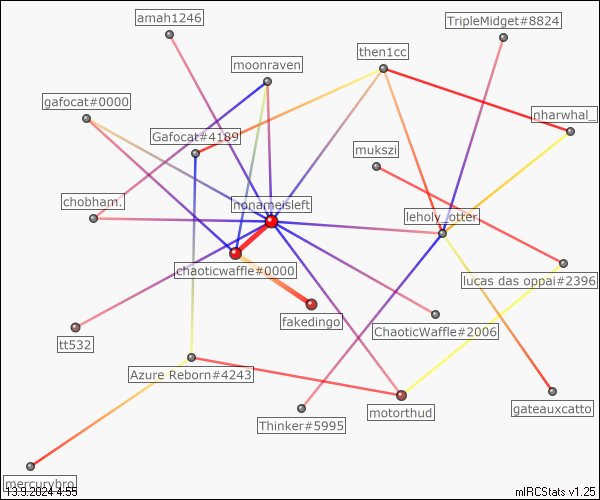 amah1246
TripleMidget#8824
then1cc
moonraven
gafocat#0000
nharwhal_
Gafocat#4189
mukszi
chobham.
nonameisleft
leholy_otter
chaoticwaffle#0000
lucas das oppai#2396
fakedingo
ChaoticWaffle#2006
tt532
Azure Reborn#4243
motorthud
gateauxcatto
Thinker#5995
mercurybro
13.9.2024 4:55
mIRCStats v1.25